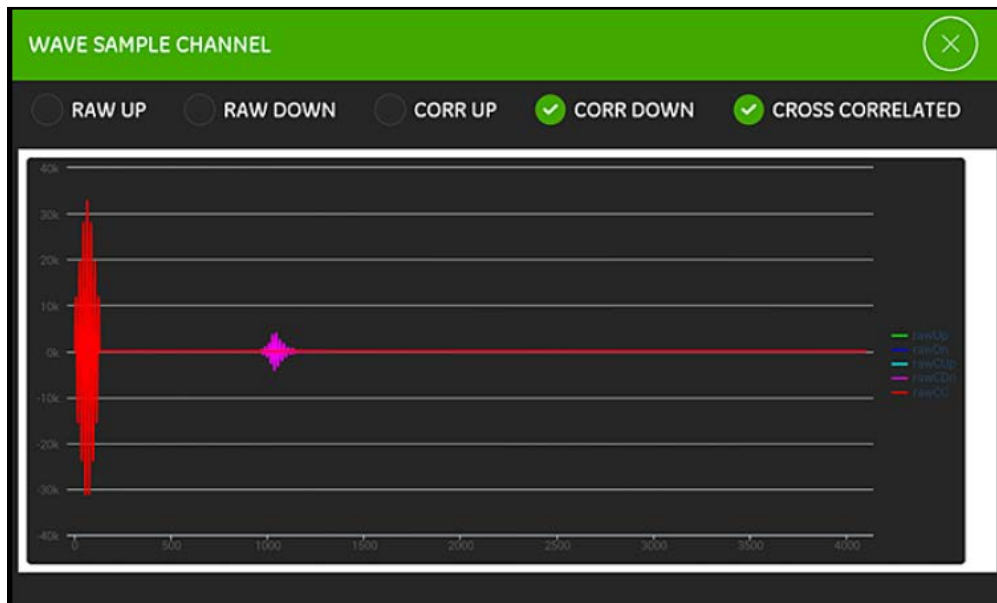 WAVE SAMPLE CHANNEL
RAW UP RAW DOWN CORR UP CORR DOWN CROSS CORRELATED
40k
30k
20k
10k
0k
-10k
-20k
-30k
-40k
0 500 1000 1500 2000 2500 3000 3500 4000
rawUp
rawDn
rawCUp
rawCDn
rawCC